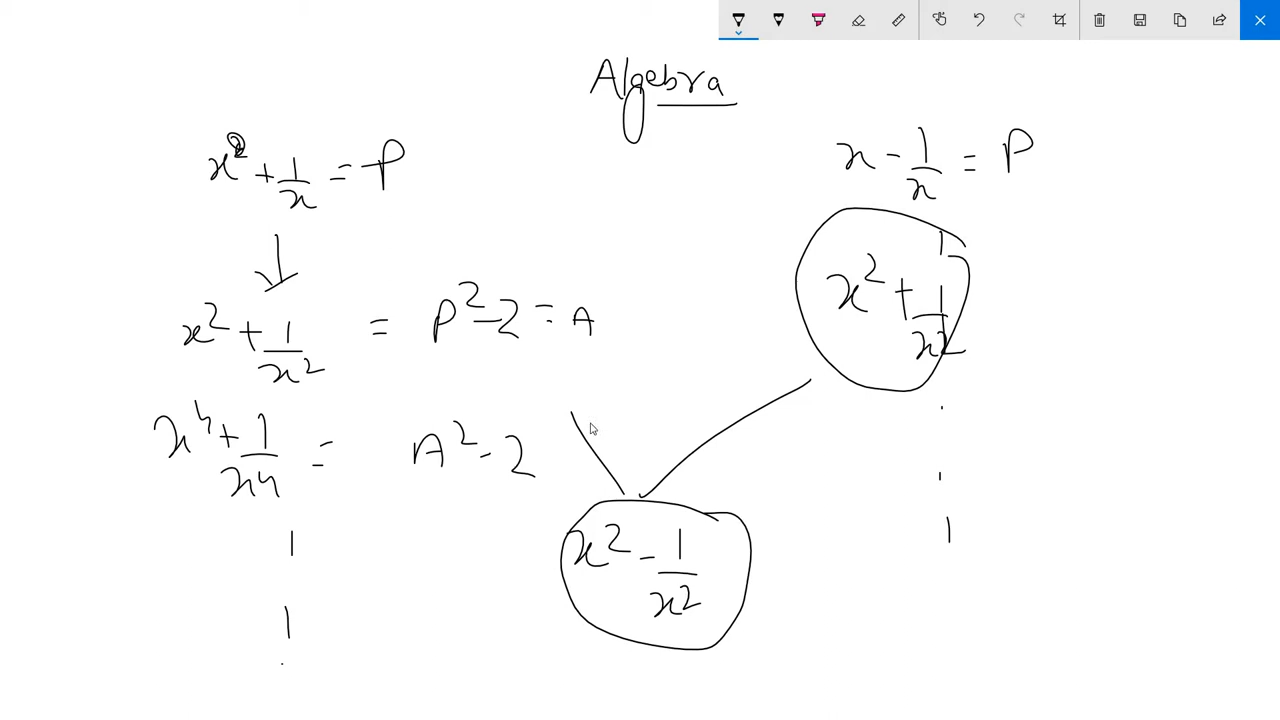 Algebra
x² + 1/x = P
x² + 1/x² = P² - 2 = A
x⁴ + 1/x⁴ = A² - 2
x - 1/x = P
x² + 1/x²
x² - 1/x²